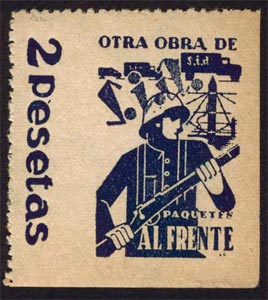 2 pesetas
OTRA OBRA DE
s.i.d
S.i.d.
PAQUETES
AL FRENTE